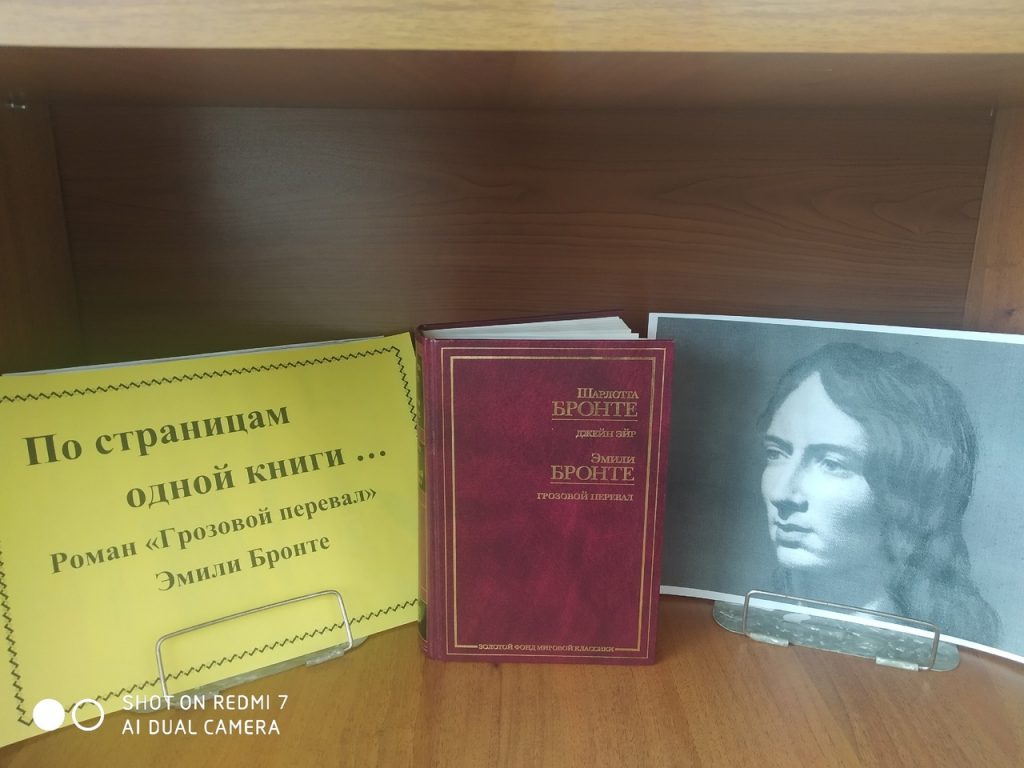 По страницам
одной книги ...
Роман «Грозовой перевал»
Эмили Бронте
Шарлотта
БРОНТЕ
ДЖЕЙН ЭЙР
Эмили
БРОНТЕ
ГРОЗОВОЙ ПЕРЕВАЛ
ЗОЛОТОЙ ФОНД МИРОВОЙ КЛАССИКИ
SHOT ON REDMI 7
AI DUAL CAMERA